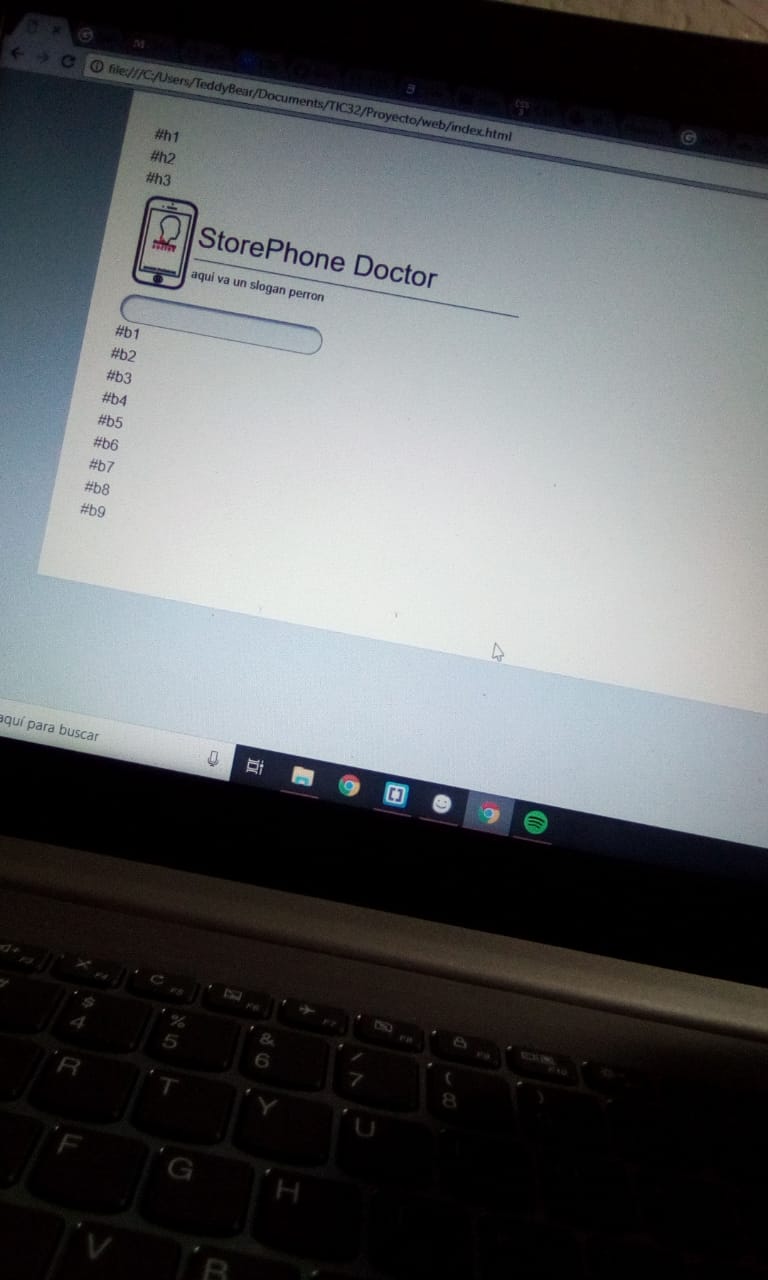 file:///C:/Users/TeddyBear/Documents/TIC32/Proyecto/web/index.html
#h1
#h2
#h3
StorePhone Doctor
aqui va un slogan perron
#b1
#b2
#b3
#b4
#b5
#b6
#b7
#b8
#b9
aquí para buscar
$ % & / ( )
4 5 6 7 8
R T Y U
F G H
V B